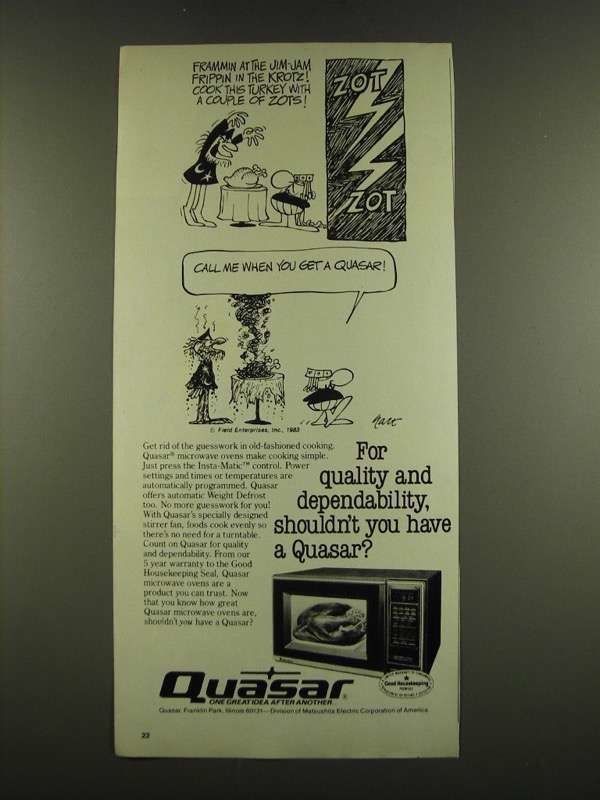 FRAMMIN AT THE JIM-JAM
FRIPPIN IN THE KROTZ!
COOK THIS TURKEY WITH
A COUPLE OF ZOTS!
ZOT
ZOT
CALL ME WHEN YOU GET A QUASAR!
© Field Enterprises, Inc., 1983
Get rid of the guesswork in old-fashioned cooking.
Quasar® microwave ovens make cooking simple.
Just press the Insta-Matic™ control. Power
settings and times or temperatures are
automatically programmed. Quasar
offers automatic Weight Defrost
too. No more guesswork for you!
With Quasar's specially designed
stirrer fan, foods cook evenly so
there's no need for a turntable.
Count on Quasar for quality
and dependability. From our
5 year warranty to the Good
Housekeeping Seal, Quasar
microwave ovens are a
product you can trust. Now
that you know how great
Quasar microwave ovens are,
shouldn't you have a Quasar?
For
quality and
dependability,
shouldn't you have
a Quasar?
Good Housekeeping
PROMISES
Quasar®
ONE GREAT IDEA AFTER ANOTHER...
Quasar, Franklin Park, Illinois 60131—Division of Matsushita Electric Corporation of America
22